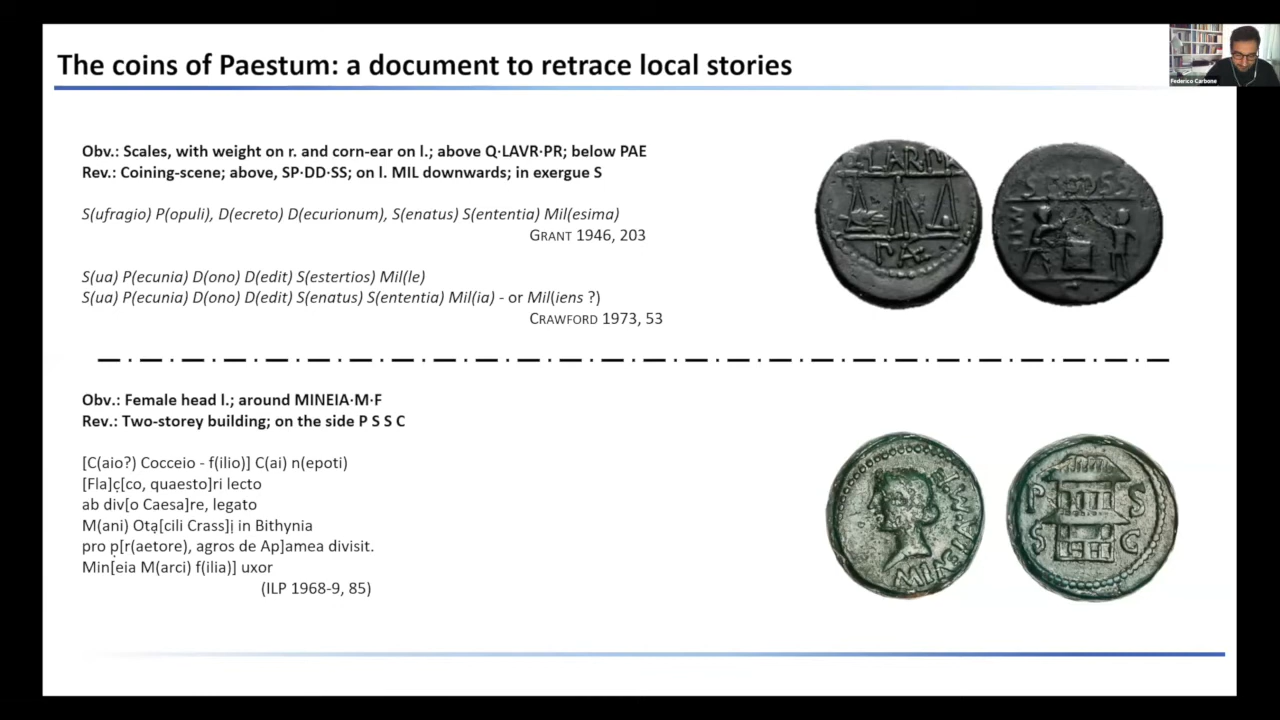 The coins of Paestum: a document to retrace local stories
Federico Carbone
Obv.: Scales, with weight on r. and corn-ear on l.; above Q·LAVR·PR; below PAE
Rev.: Coining-scene; above, SP·DD·SS; on l. MIL downwards; in exergue S
S(ufragio) P(opuli), D(ecreto) D(ecurionum), S(enatus) S(ententia) Mil(esima)
GRANT 1946, 203
S(ua) P(ecunia) D(ono) D(edit) S(estertios) Mil(le)
S(ua) P(ecunia) D(ono) D(edit) S(enatus) S(ententia) Mil(ia) - or Mil(iens ?)
CRAWFORD 1973, 53
Obv.: Female head l.; around MINEIA·M·F
Rev.: Two-storey building; on the side P S S C
[C(aio?) Cocceio - f(ilio)] C(ai) n(epoti)
[Fla]c̣[co, quaesto]ri lecto
ab div[o Caesa]re, legato
M(ani) Otạ[cili Crass]ị in Bithynia
pro p̣[r(aetore), agros de Ap]amea divisit.
Min[eia M(arci) f(ilia)] uxor
(ILP 1968-9, 85)
MINEIA M F
P S
S C